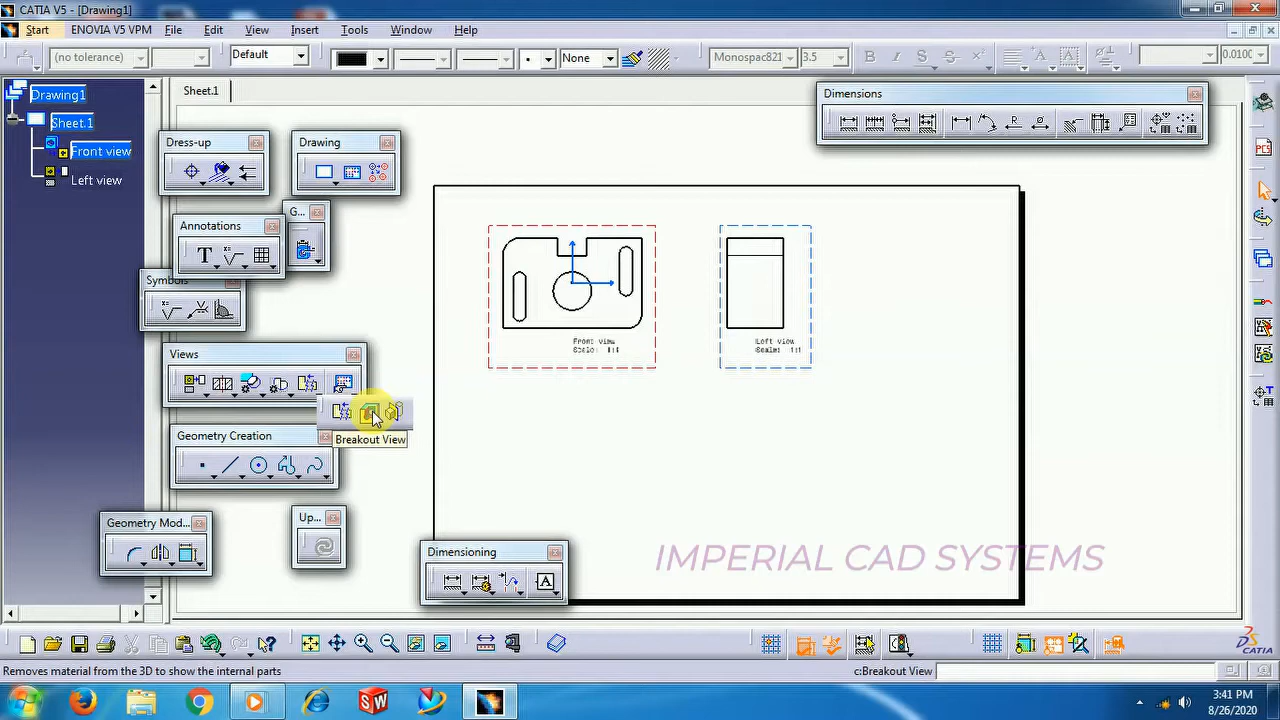 CATIA V5 - [Drawing1]
Start ENOVIA V5 VPM File Edit View Insert Tools Window Help
(no tolerance) Default None Monospac821 3.5 B I S S 0.0100
Drawing1
Sheet.1
Front view
Left view
Sheet.1
Dimensions
Dress-up
Drawing
G...
Annotations
Symbols
Views
Breakout View
Geometry Creation
Geometry Mod...
Up...
Dimensioning
Front view
Scale: 1:1
Left view
Scale: 1:1
IMPERIAL CAD SYSTEMS
Removes material from the 3D to show the internal parts
c:Breakout View
CATIA
3:41 PM
8/26/2020